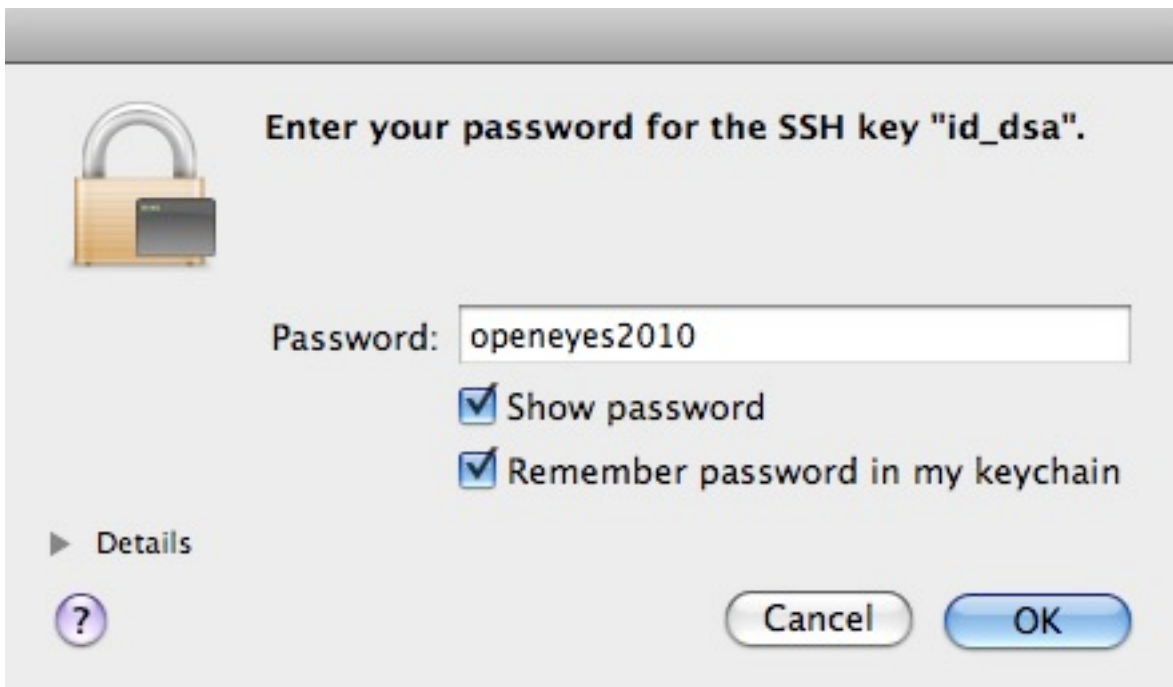 Enter your password for the SSH key "id_dsa".
Password: openeyes2010
Show password
Remember password in my keychain
Details
?
Cancel OK